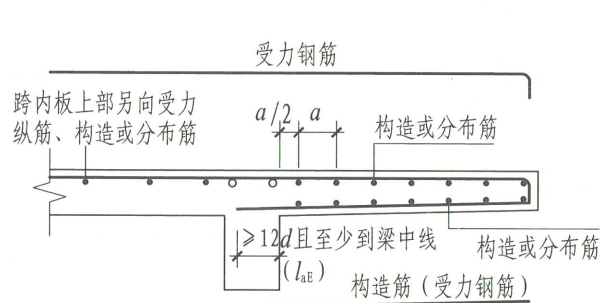 受力钢筋
跨内板上部另向受力
纵筋、构造或分布筋
a/2
a
构造或分布筋
≥12d且至少到梁中线
(laE)
构造或分布筋
构造筋(受力钢筋)